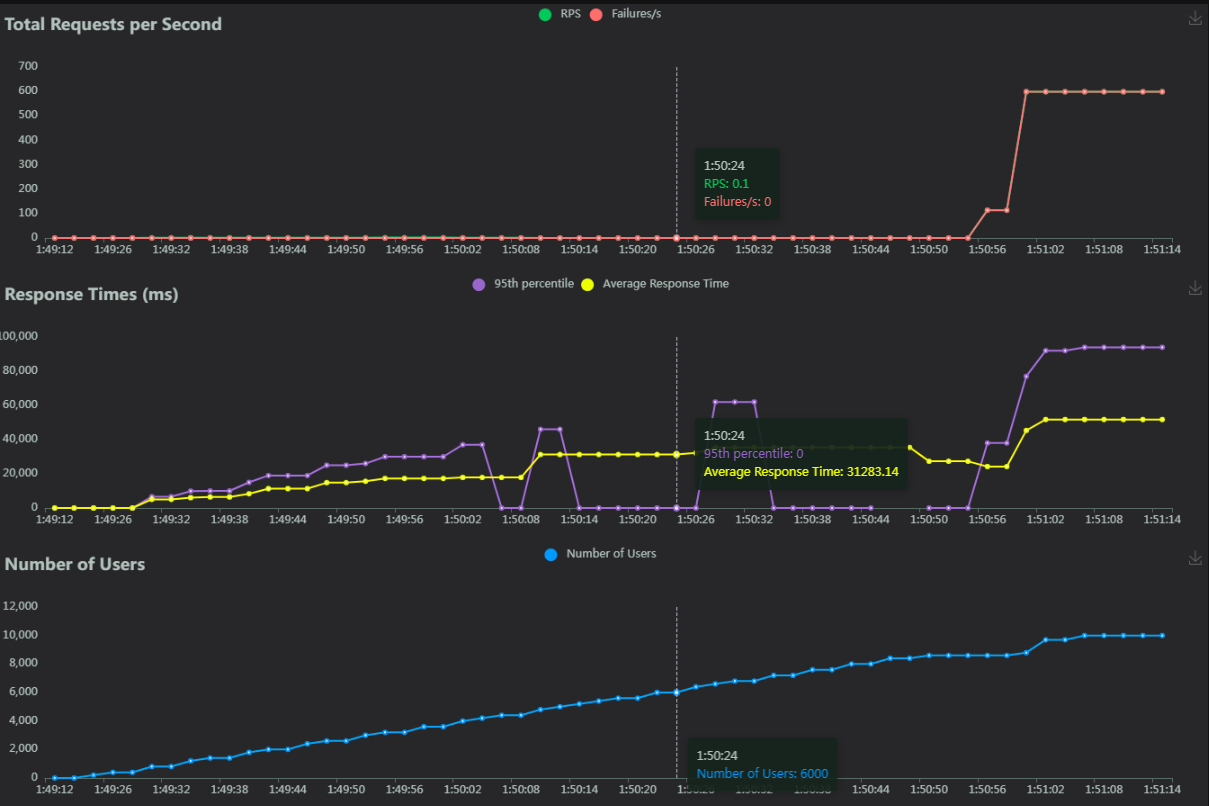 Total Requests per Second
RPS Failures/s
700
600
500
400
300
200
100
0
1:50:24
RPS: 0.1
Failures/s: 0
1:49:12 1:49:26 1:49:32 1:49:38 1:49:44 1:49:50 1:49:56 1:50:02 1:50:08 1:50:14 1:50:20 1:50:26 1:50:32 1:50:38 1:50:44 1:50:50 1:50:56 1:51:02 1:51:08 1:51:14
Response Times (ms)
95th percentile Average Response Time
100,000
80,000
60,000
40,000
20,000
0
1:50:24
95th percentile: 0
Average Response Time: 31283.14
1:49:12 1:49:26 1:49:32 1:49:38 1:49:44 1:49:50 1:49:56 1:50:02 1:50:08 1:50:14 1:50:20 1:50:26 1:50:32 1:50:38 1:50:44 1:50:50 1:50:56 1:51:02 1:51:08 1:51:14
Number of Users
Number of Users
12,000
10,000
8,000
6,000
4,000
2,000
0
1:50:24
Number of Users: 6000
1:49:12 1:49:26 1:49:32 1:49:38 1:49:44 1:49:50 1:49:56 1:50:02 1:50:08 1:50:14 1:50:20 1:50:26 1:50:32 1:50:38 1:50:44 1:50:50 1:50:56 1:51:02 1:51:08 1:51:14